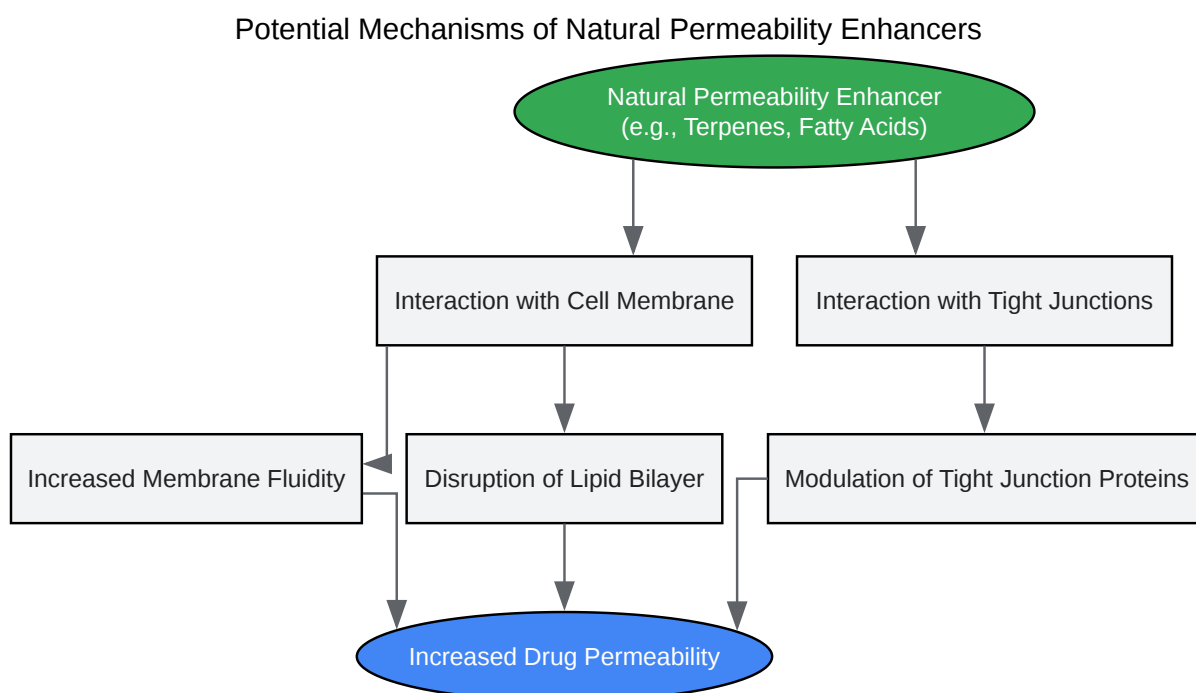 Potential Mechanisms of Natural Permeability Enhancers
Natural Permeability Enhancer
(e.g., Terpenes, Fatty Acids)
Interaction with Cell Membrane
Interaction with Tight Junctions
Increased Membrane Fluidity
Disruption of Lipid Bilayer
Modulation of Tight Junction Proteins
Increased Drug Permeability